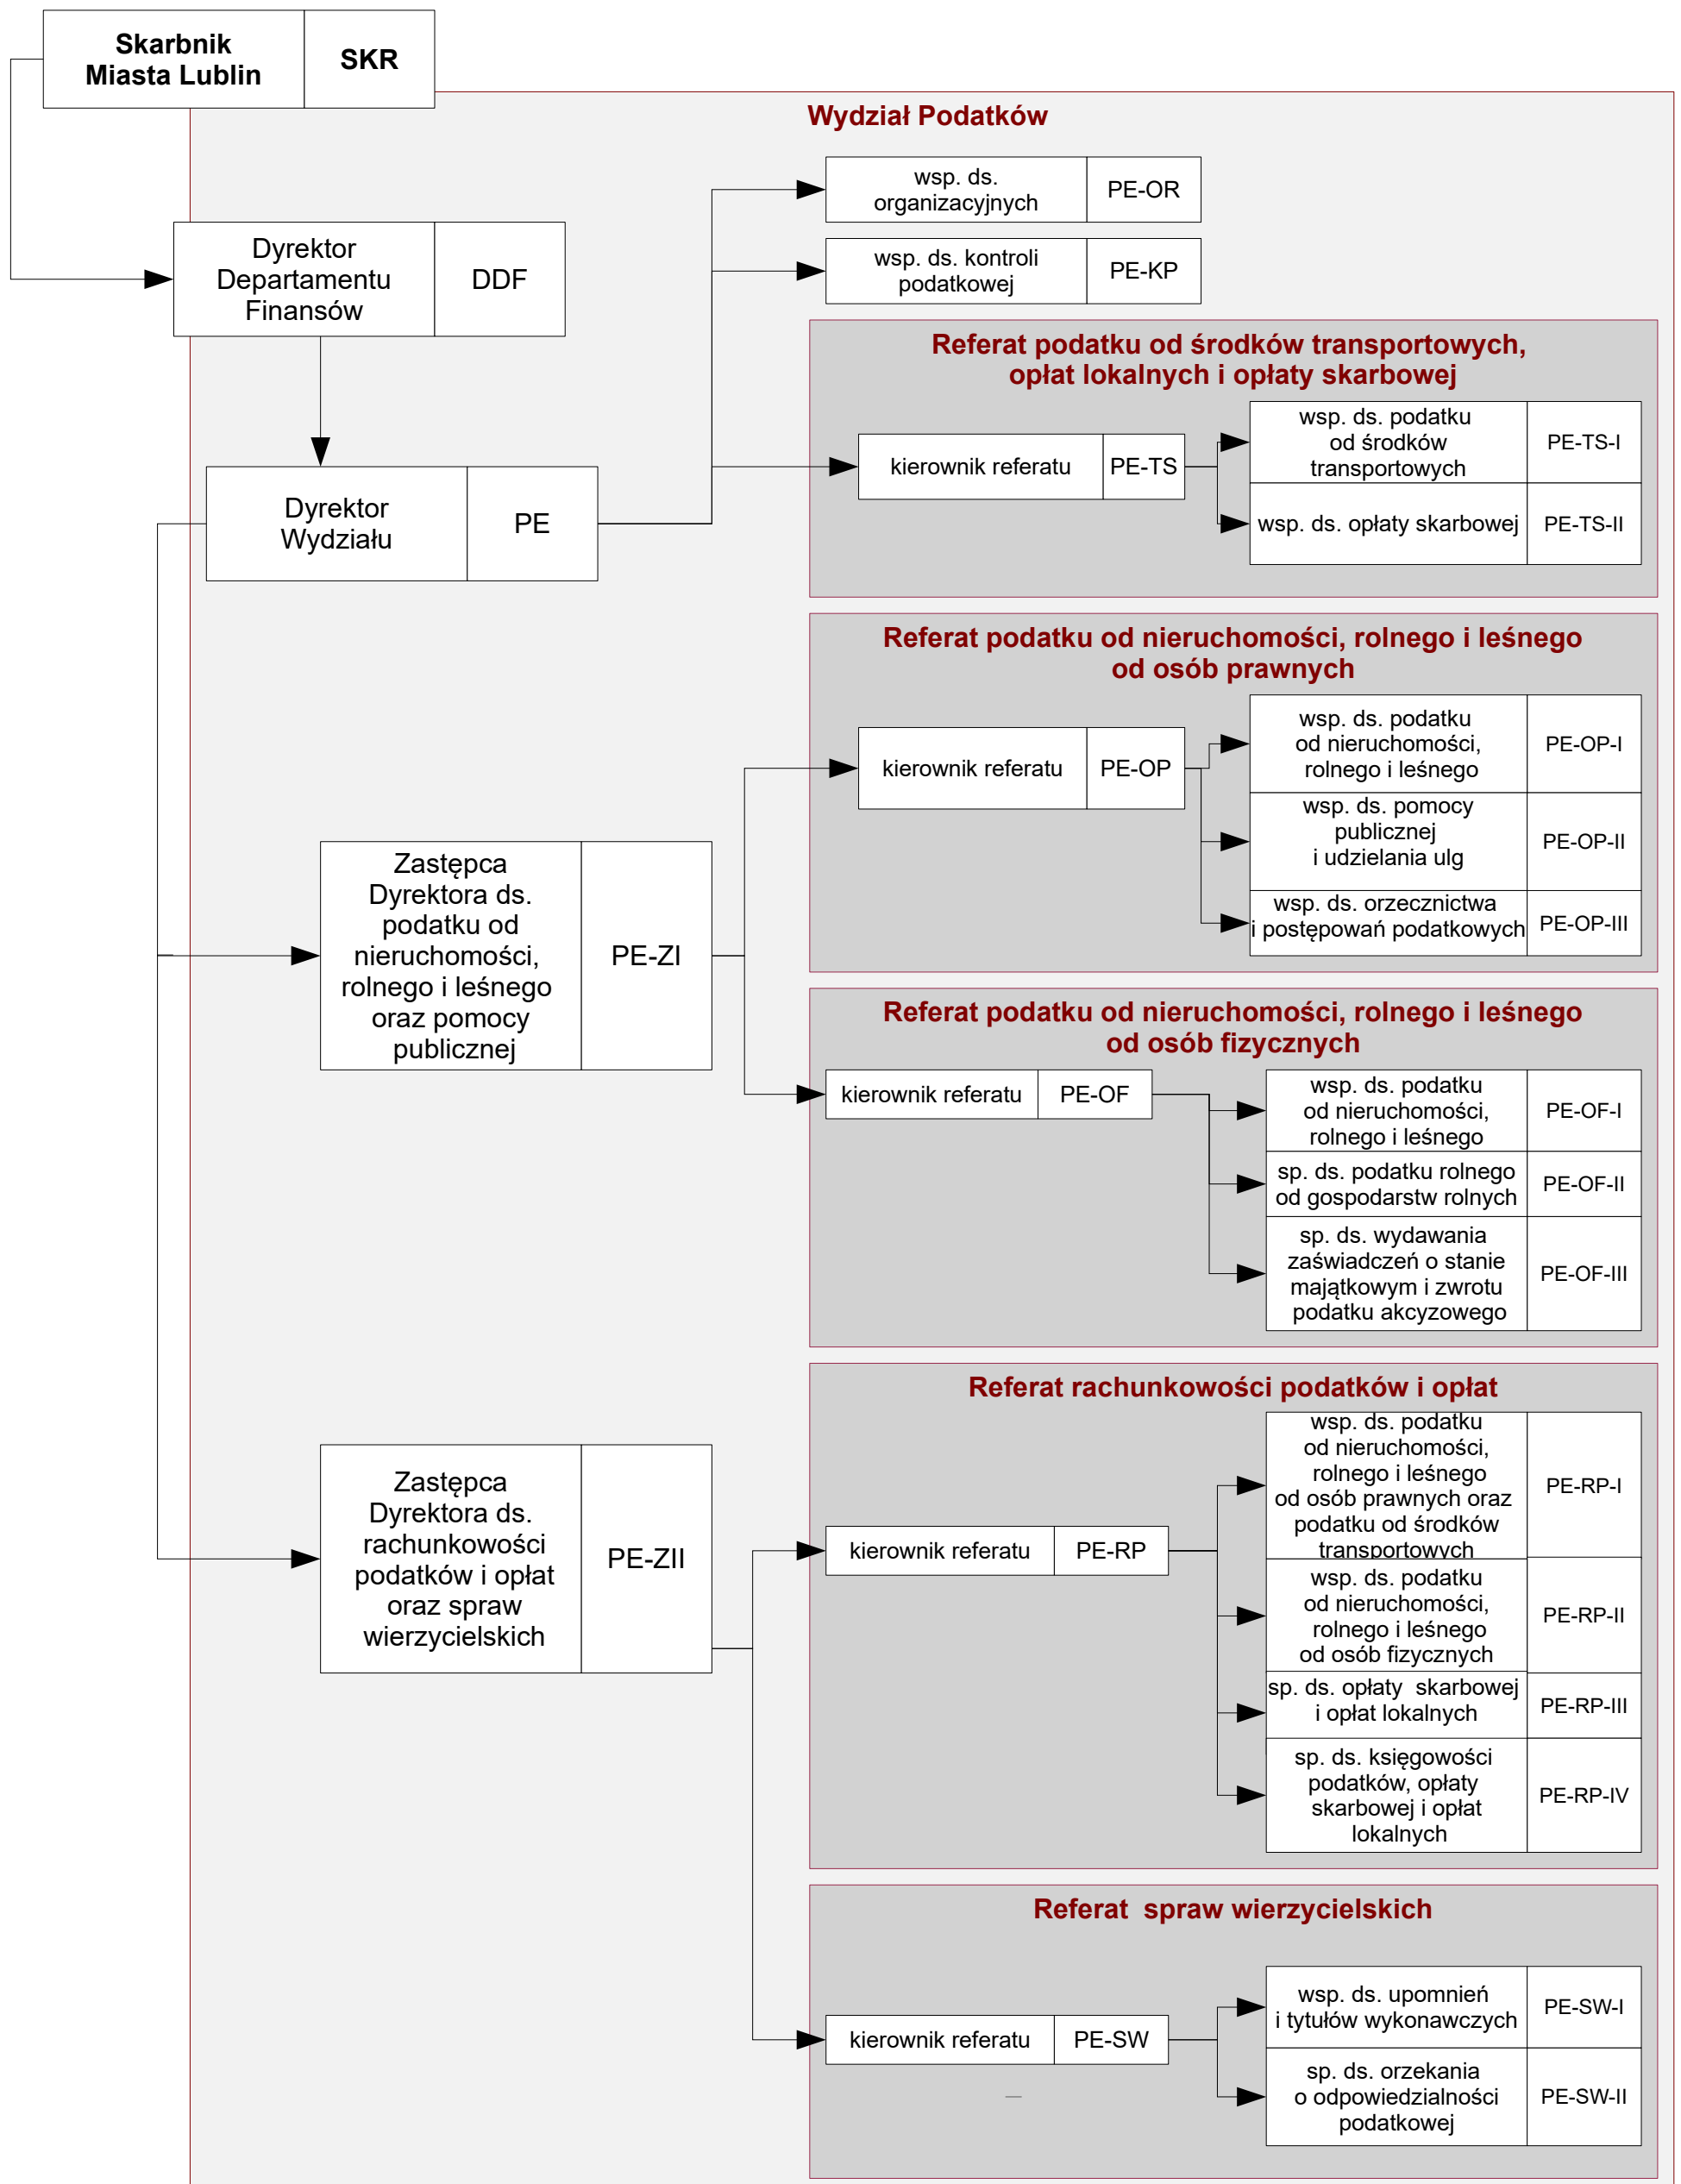 Skarbnik
Miasta Lublin
SKR
Wydział Podatków
wsp. ds.
organizacyjnych
PE-OR
wsp. ds. kontroli
podatkowej
PE-KP
Dyrektor
Departamentu
Finansów
DDF
Referat podatku od środków transportowych,
opłat lokalnych i opłaty skarbowej
kierownik referatu
PE-TS
wsp. ds. podatku
od środków
transportowych
PE-TS-I
wsp. ds. opłaty skarbowej
PE-TS-II
Dyrektor
Wydziału
PE
Referat podatku od nieruchomości, rolnego i leśnego
od osób prawnych
kierownik referatu
PE-OP
wsp. ds. podatku
od nieruchomości,
rolnego i leśnego
PE-OP-I
wsp. ds. pomocy
publicznej
i udzielania ulg
PE-OP-II
wsp. ds. orzecznictwa
i postępowań podatkowych
PE-OP-III
Zastępca
Dyrektora ds.
podatku od
nieruchomości,
rolnego i leśnego
oraz pomocy
publicznej
PE-ZI
Referat podatku od nieruchomości, rolnego i leśnego
od osób fizycznych
kierownik referatu
PE-OF
wsp. ds. podatku
od nieruchomości,
rolnego i leśnego
PE-OF-I
sp. ds. podatku rolnego
od gospodarstw rolnych
PE-OF-II
sp. ds. wydawania
zaświadczeń o stanie
majątkowym i zwrotu
podatku akcyzowego
PE-OF-III
Referat rachunkowości podatków i opłat
Zastępca
Dyrektora ds.
rachunkowości
podatków i opłat
oraz spraw
wierzycielskich
PE-ZII
kierownik referatu
PE-RP
wsp. ds. podatku
od nieruchomości,
rolnego i leśnego
od osób prawnych oraz
podatku od środków
transportowych
PE-RP-I
wsp. ds. podatku
od nieruchomości,
rolnego i leśnego
od osób fizycznych
PE-RP-II
sp. ds. opłaty  skarbowej
i opłat lokalnych
PE-RP-III
sp. ds. księgowości
podatków, opłaty
skarbowej i opłat
lokalnych
PE-RP-IV
Referat  spraw wierzycielskich
kierownik referatu
PE-SW
wsp. ds. upomnień
i tytułów wykonawczych
PE-SW-I
sp. ds. orzekania
o odpowiedzialności
podatkowej
PE-SW-II